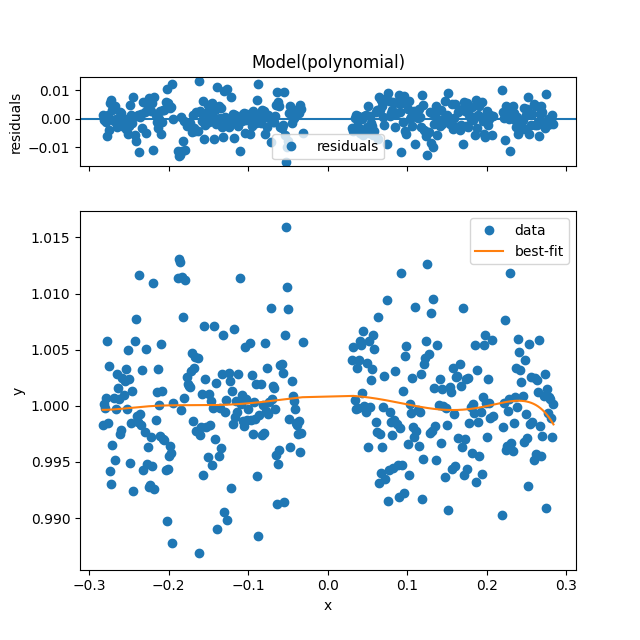 Model(polynomial)
residuals
0.01
0.00
−0.01
residuals
y
1.015
1.010
1.005
1.000
0.995
0.990
data
best-fit
−0.3
−0.2
−0.1
0.0
0.1
0.2
0.3
x